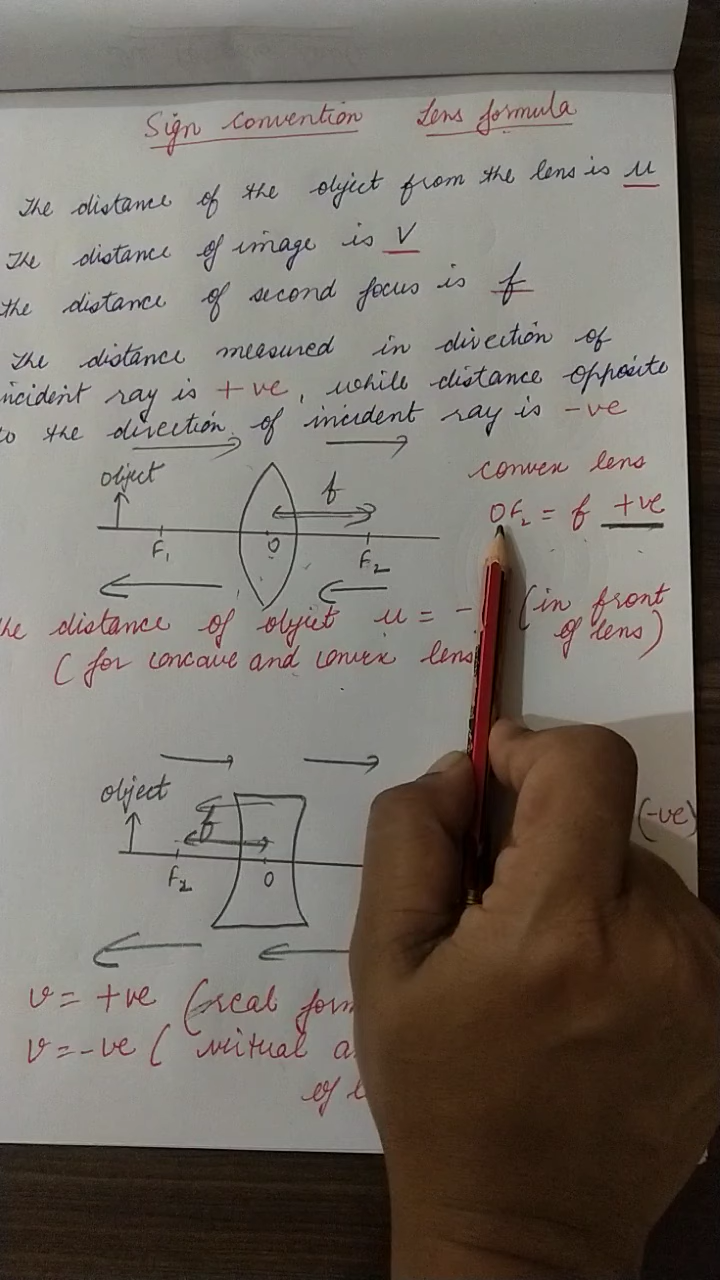 Sign Convention Lens formula
The distance of the object from the lens is u
The distance of image is V
the distance of second focus is f
The distance measured in direction of
incident ray is +ve, while distance opposite
to the direction of incident ray is -ve
object
f
convex lens
OF2 = f +ve
F1 O F2
the distance of object u = - (in front
of lens)
( for concave and convex lens
object
f
(-ve)
F2 O
v = +ve (real
v = -ve ( virtual
of